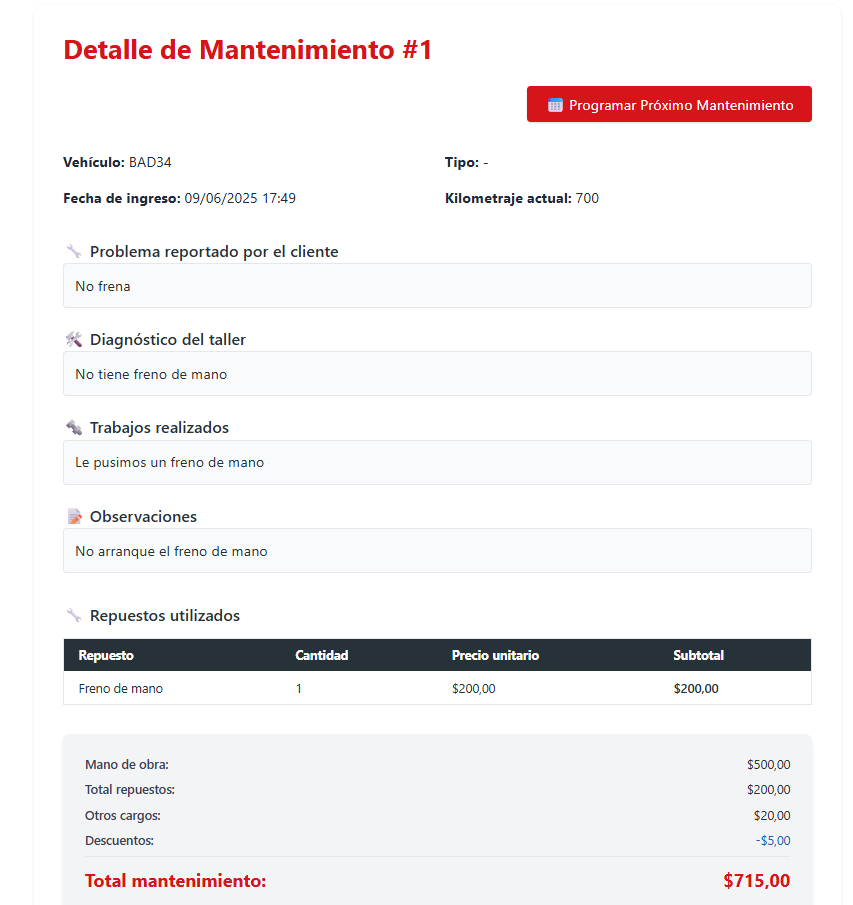 Detalle de Mantenimiento #1
Programar Próximo Mantenimiento
Vehículo: BAD34
Tipo: -
Fecha de ingreso: 09/06/2025 17:49
Kilometraje actual: 700
Problema reportado por el cliente
No frena
Diagnóstico del taller
No tiene freno de mano
Trabajos realizados
Le pusimos un freno de mano
Observaciones
No arranque el freno de mano
Repuestos utilizados
Repuesto Cantidad Precio unitario Subtotal
Freno de mano 1 $200,00 $200,00
Mano de obra: $500,00
Total repuestos: $200,00
Otros cargos: $20,00
Descuentos: -$5,00
Total mantenimiento: $715,00